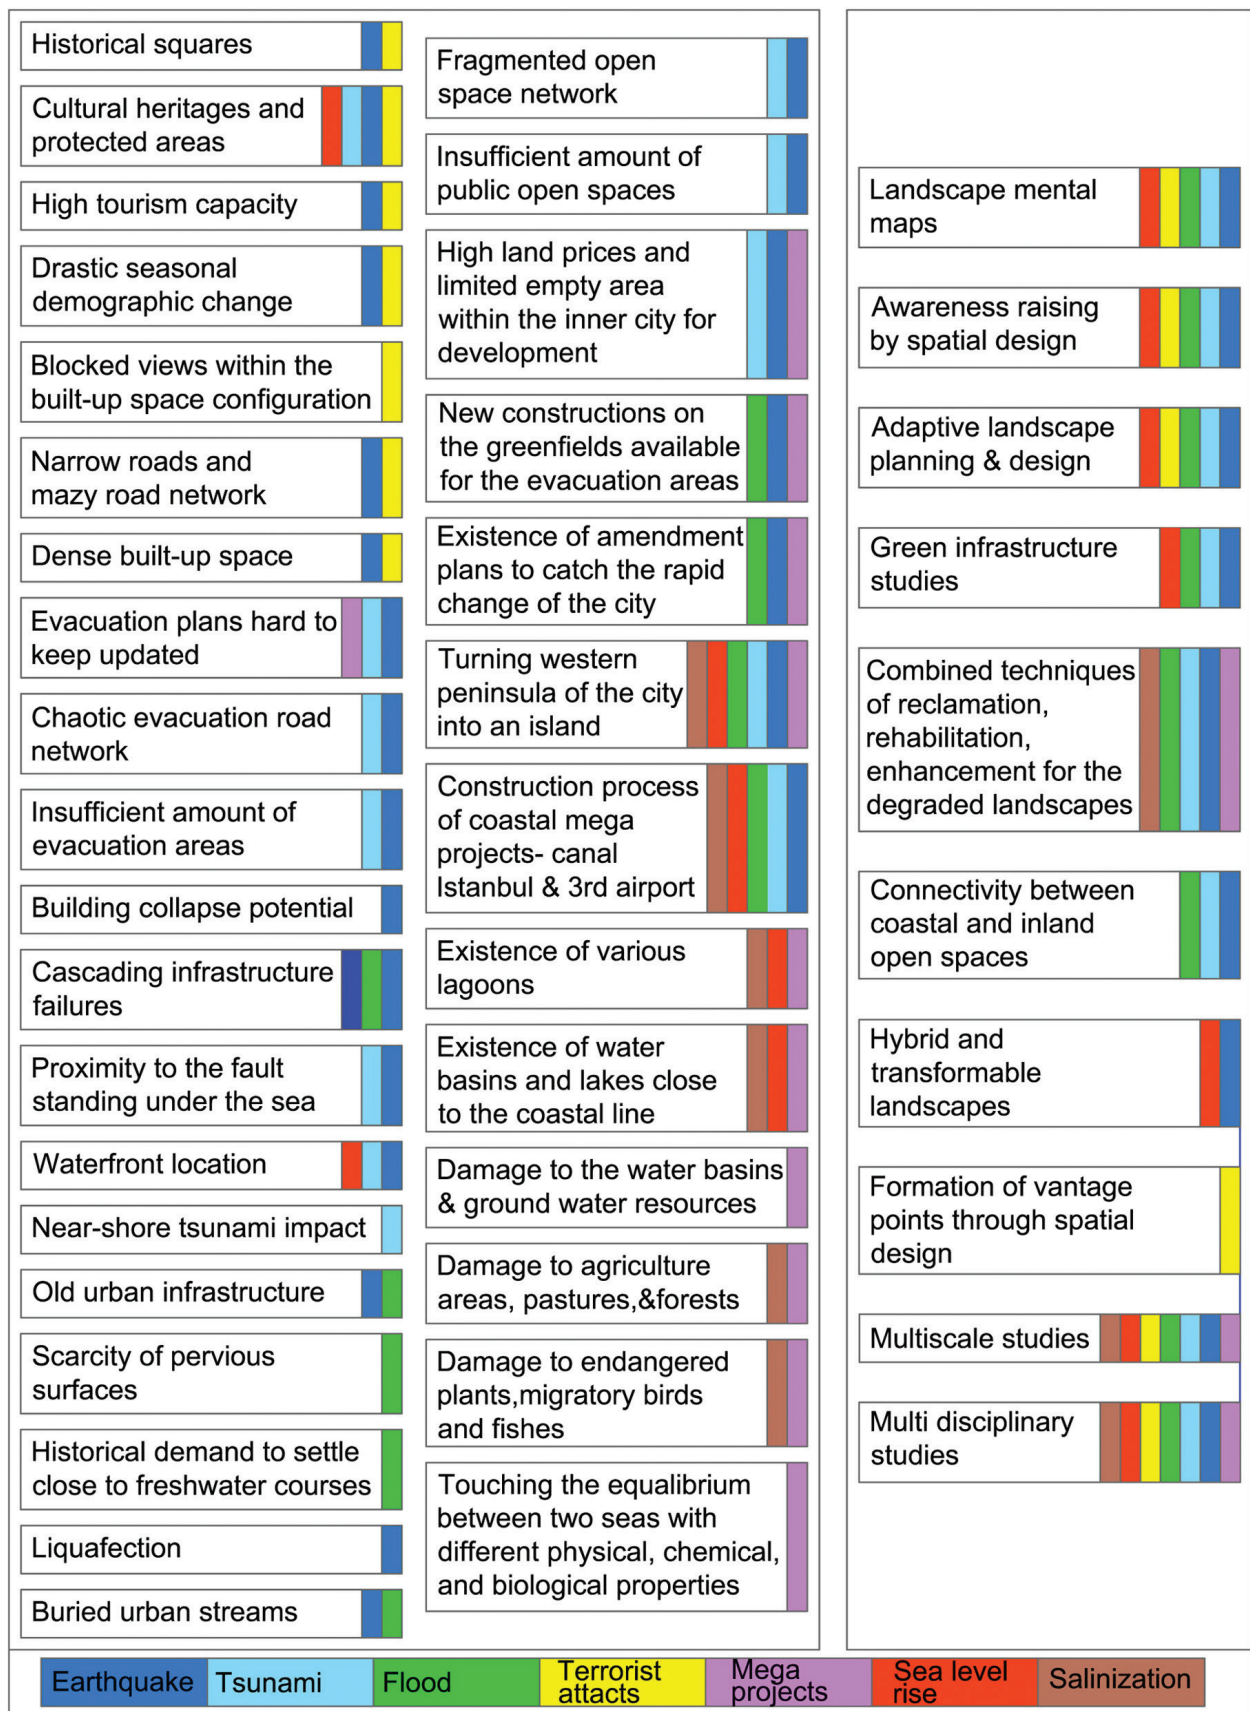 Historical squares
Cultural heritages and
protected areas
High tourism capacity
Drastic seasonal
demographic change
Blocked views within the
built-up space configuration
Narrow roads and
mazy road network
Dense built-up space
Evacuation plans hard to
keep updated
Chaotic evacuation road
network
Insufficient amount of
evacuation areas
Building collapse potential
Cascading infrastructure
failures
Proximity to the fault
standing under the sea
Waterfront location
Near-shore tsunami impact
Old urban infrastructure
Scarcity of pervious
surfaces
Historical demand to settle
close to freshwater courses
Liquafection
Buried urban streams
Fragmented open
space network
Insufficient amount of
public open spaces
High land prices and
limited empty area
within the inner city for
development
New constructions on
the greenfields available
for the evacuation areas
Existence of amendment
plans to catch the rapid
change of the city
Turning western
peninsula of the city
into an island
Construction process
of coastal mega
projects- canal
Istanbul & 3rd airport
Existence of various
lagoons
Existence of water
basins and lakes close
to the coastal line
Damage to the water basins
& ground water resources
Damage to agriculture
areas, pastures,&forests
Damage to endangered
plants,migratory birds
and fishes
Touching the equalibrium
between two seas with
different physical, chemical,
and biological properties
Landscape mental
maps
Awareness raising
by spatial design
Adaptive landscape
planning & design
Green infrastructure
studies
Combined techniques
of reclamation,
rehabilitation,
enhancement for the
degraded landscapes
Connectivity between
coastal and inland
open spaces
Hybrid and
transformable
landscapes
Formation of vantage
points through spatial
design
Multiscale studies
Multi disciplinary
studies
Earthquake
Tsunami
Flood
Terrorist
attacts
Mega
projects
Sea level
rise
Salinization